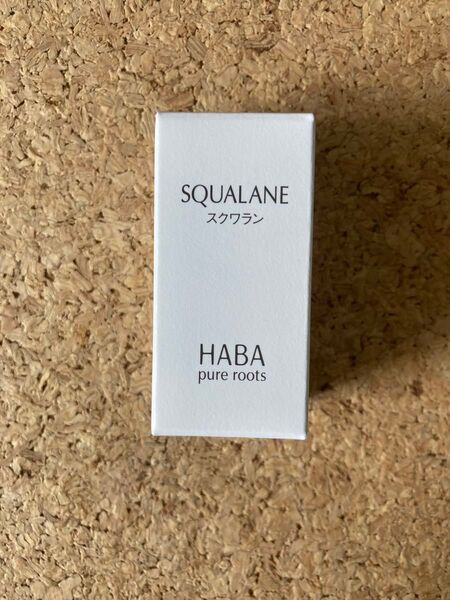 SQUALANE
スクワラン
HABA
pure roots